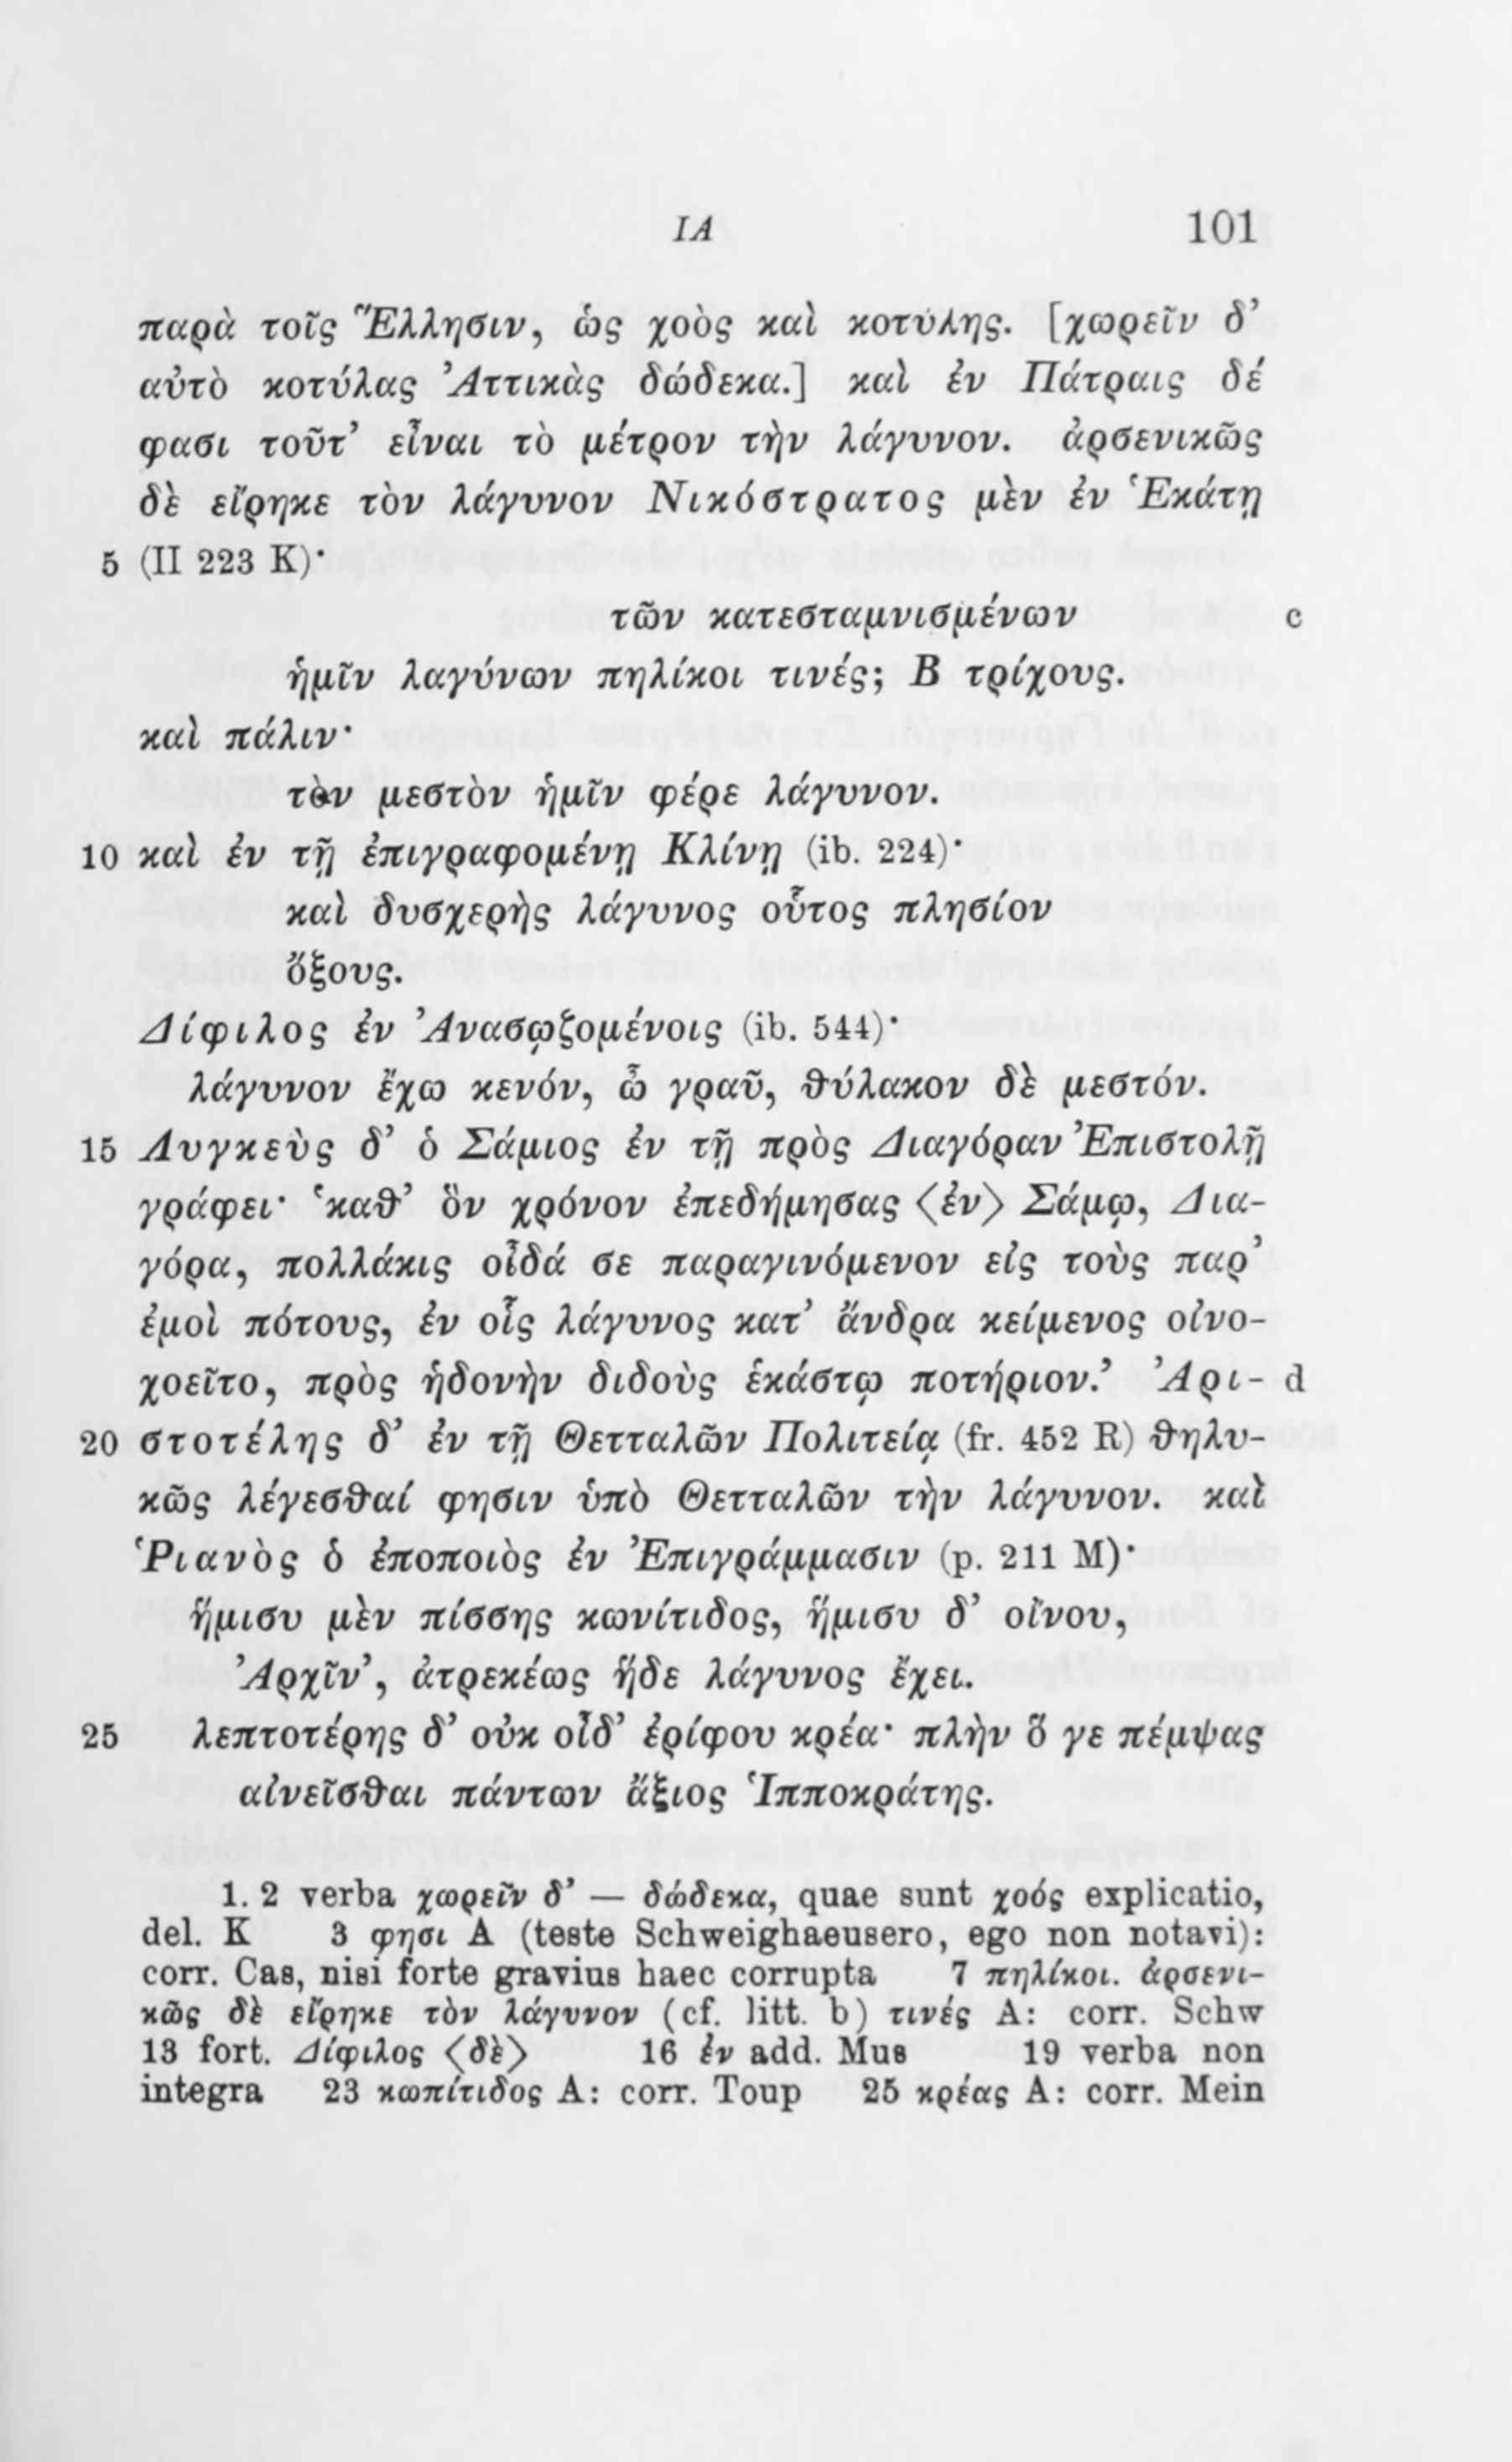 ΙΑ 101
παρὰ τοῖς Ἕλλησιν, ὡς χοὸς καὶ κοτύλης. [χωρεῖν δ’
αὐτὸ κοτύλας Ἀττικὰς δώδεκα.] καὶ ἐν Πάτραις δέ
φασι τοῦτ’ εἶναι τὸ μέτρον τὴν λάγυνον. ἀρσενικῶς
δὲ εἴρηκε τὸν λάγυνον Νικόστρατος μὲν ἐν Ἑκάτῃ
5 (II 223 K)·
τῶν κατεσταμνισμένων c
ἡμῖν λαγύνων πηλίκοι τινές; Β τρίχους.
καὶ πάλιν·
τὸν μεστὸν ἡμῖν φέρε λάγυνον.
10 καὶ ἐν τῇ ἐπιγραφομένῃ Κλίνῃ (ib. 224)·
καὶ δυσχερὴς λάγυνος οὗτος πλησίον
ὄξους.
Δίφιλος ἐν Ἀνασῳζομένοις (ib. 544)·
λάγυνον ἔχω κενόν, ὦ γραῦ, θύλακον δὲ μεστόν.
15 Λυγκεὺς δ’ ὁ Σάμιος ἐν τῇ πρὸς Διαγόραν Ἐπιστολῇ
γράφει· ‘καθ’ ὃν χρόνον ἐπεδήμησας ⟨ἐν⟩ Σάμῳ, Δια-
γόρα, πολλάκις οἶδά σε παραγινόμενον εἰς τοὺς παρ’
ἐμοὶ πότους, ἐν οἷς λάγυνος κατ’ ἄνδρα κείμενος οἰνο-
χοεῖτο, πρὸς ἡδονὴν διδοὺς ἑκάστῳ ποτήριον.’ Ἀρι- d
20 στοτέλης δ’ ἐν τῇ Θετταλῶν Πολιτείᾳ (fr. 452 R) θηλυ-
κῶς λέγεσθαί φησιν ὑπὸ Θετταλῶν τὴν λάγυνον. καὶ
Ῥιανὸς ὁ ἐποποιὸς ἐν Ἐπιγράμμασιν (p. 211 M)·
ἥμισυ μὲν πίσσης κωνίτιδος, ἥμισυ δ’ οἴνου,
Ἀρχῖν’, ἀτρεκέως ἥδε λάγυνος ἔχει.
25 λεπτοτέρης δ’ οὐκ οἶδ’ ἐρίφου κρέα· πλὴν ὅ γε πέμψας
αἰνεῖσθαι πάντων ἄξιος Ἱπποκράτης.
1. 2 verba χωρεῖν δ’ — δώδεκα, quae sunt χοός explicatio,
del. K 3 φησι A (teste Schweighaeusero, ego non notavi):
corr. Cas, nisi forte gravius haec corrupta 7 πηλίκοι. ἀρσενι-
κῶς δὲ εἴρηκε τὸν λάγυνον (cf. litt. b) τινές A: corr. Schw
13 fort. Δίφιλος ⟨δὲ⟩ 16 ἐν add. Mus 19 verba non
integra 23 κωπίτιδος A: corr. Toup 25 κρέας A: corr. Mein